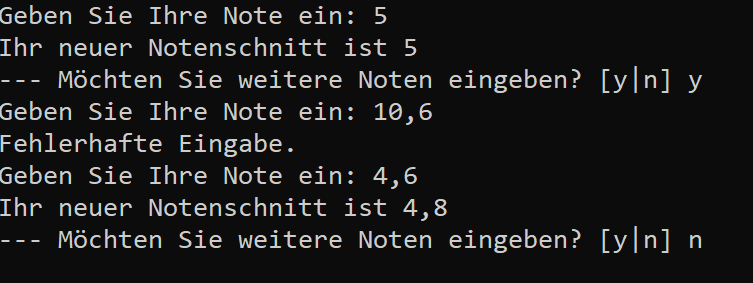 Geben Sie Ihre Note ein: 5
Ihr neuer Notenschnitt ist 5
--- Möchten Sie weitere Noten eingeben? [y|n] y
Geben Sie Ihre Note ein: 10,6
Fehlerhafte Eingabe.
Geben Sie Ihre Note ein: 4,6
Ihr neuer Notenschnitt ist 4,8
--- Möchten Sie weitere Noten eingeben? [y|n] n